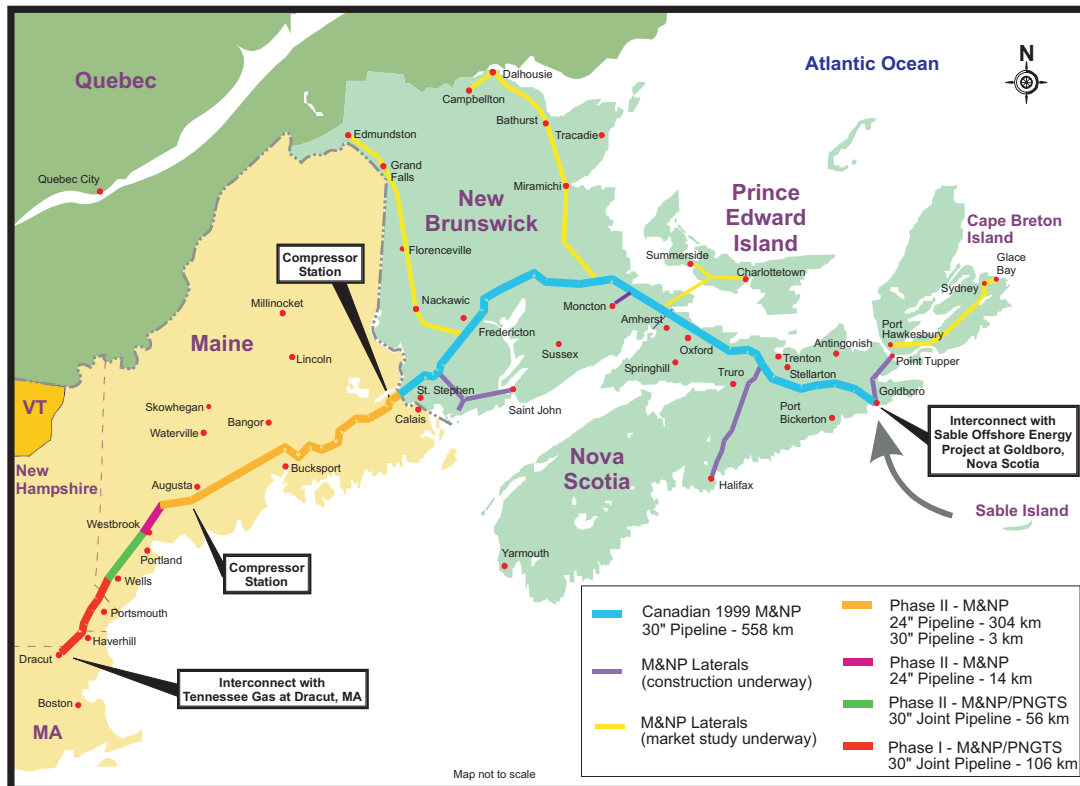 Quebec
Atlantic Ocean
N
Dalhousie
Campbellton
Bathurst
Tracadie
Edmundston
Grand
Falls
Quebec City
Miramichi
New
Brunswick
Prince
Edward
Island
Cape Breton
Island
Compressor
Station
Florenceville
Summerside
Charlottetown
Glace
Bay
Sydney
Millinocket
Nackawic
Moncton
Fredericton
Amherst
Port
Hawkesbury
Maine
Sussex
Oxford
Antingonish
Point Tupper
Lincoln
Springhill
Trenton
Stellarton
Truro
St. Stephen
Saint John
Goldboro
VT
Skowhegan
Bangor
Calais
Port
Bickerton
Waterville
Interconnect with
Sable Offshore Energy
Project at Goldboro,
Nova Scotia
New
Hampshire
Bucksport
Nova
Scotia
Augusta
Halifax
Sable Island
Westbrook
Portland
Compressor
Station
Yarmouth
Wells
Portsmouth
Haverhill
Dracut
Interconnect with
Tennessee Gas at Dracut, MA
Boston
MA
Map not to scale
Canadian 1999 M&NP
30" Pipeline - 558 km
M&NP Laterals
(construction underway)
M&NP Laterals
(market study underway)
Phase II - M&NP
24" Pipeline - 304 km
30" Pipeline - 3 km
Phase II - M&NP
24" Pipeline - 14 km
Phase II - M&NP/PNGTS
30" Joint Pipeline - 56 km
Phase I - M&NP/PNGTS
30" Joint Pipeline - 106 km